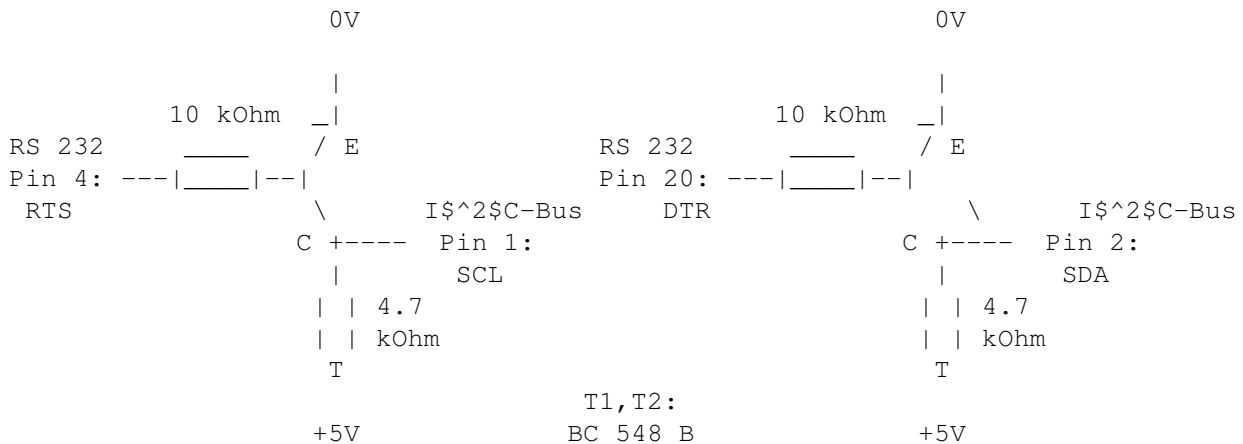 0V 0V
10 kOhm 10 kOhm
E E
RS 232 RS 232
Pin 4: Pin 20:
RTS I$^2$C-Bus DTR I$^2$C-Bus
C Pin 1: C Pin 2:
SCL SDA
4.7 4.7
kOhm kOhm
T T
T1,T2:
+5V BC 548 B +5V